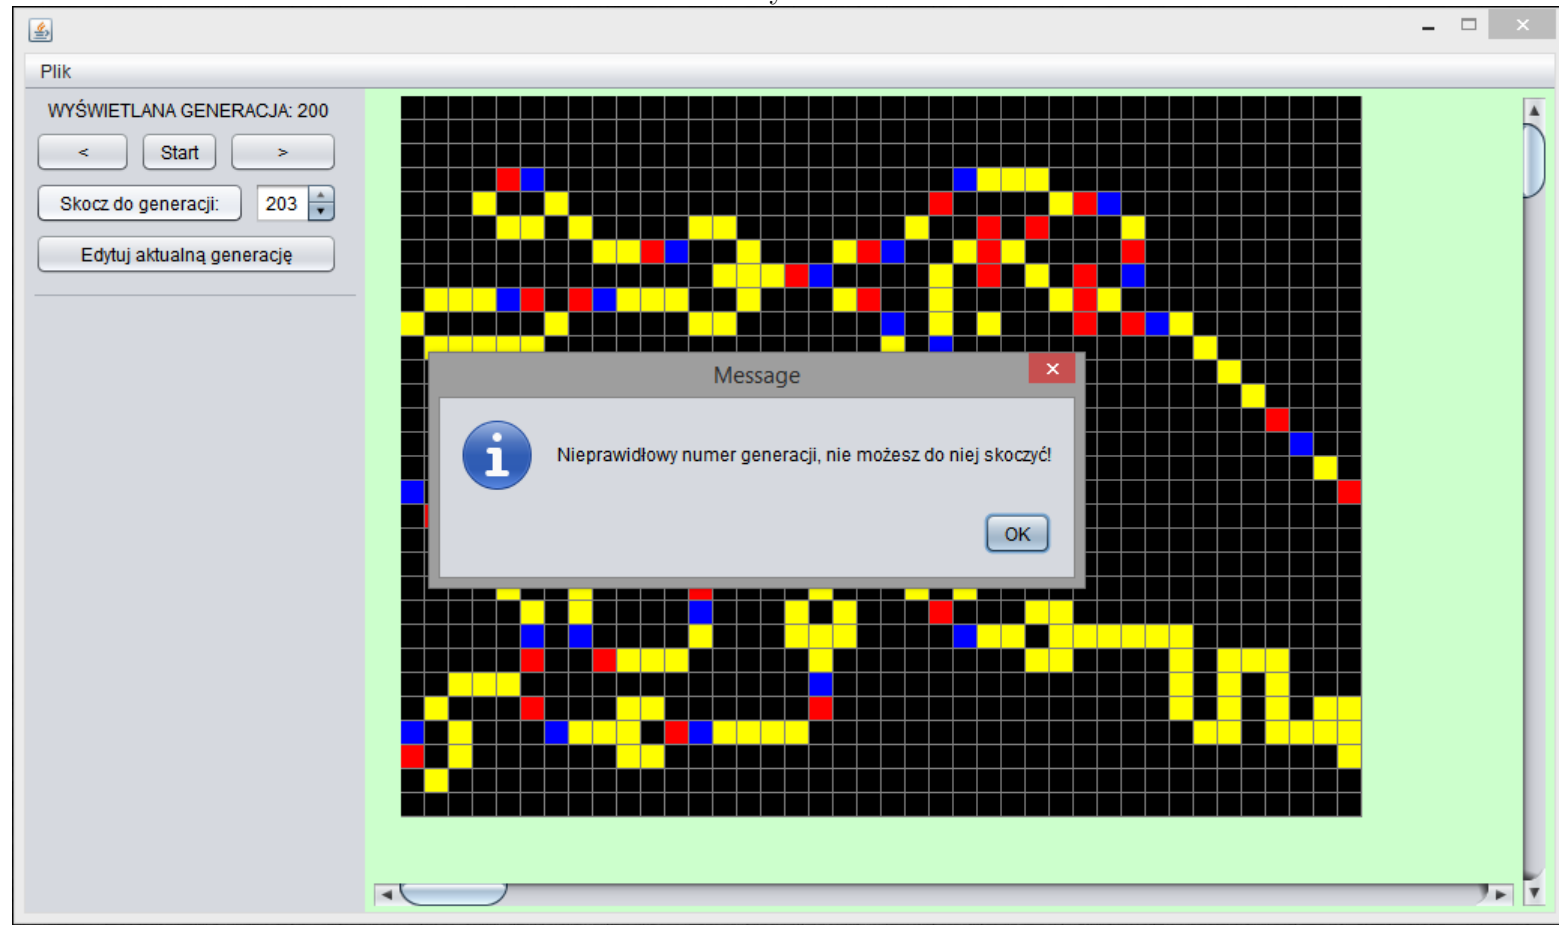 Plik
WYŚWIETLANA GENERACJA: 200
< Start >
Skocz do generacji: 203
Edytuj aktualną generację
Message
Nieprawidłowy numer generacji, nie możesz do niej skoczyć!
OK